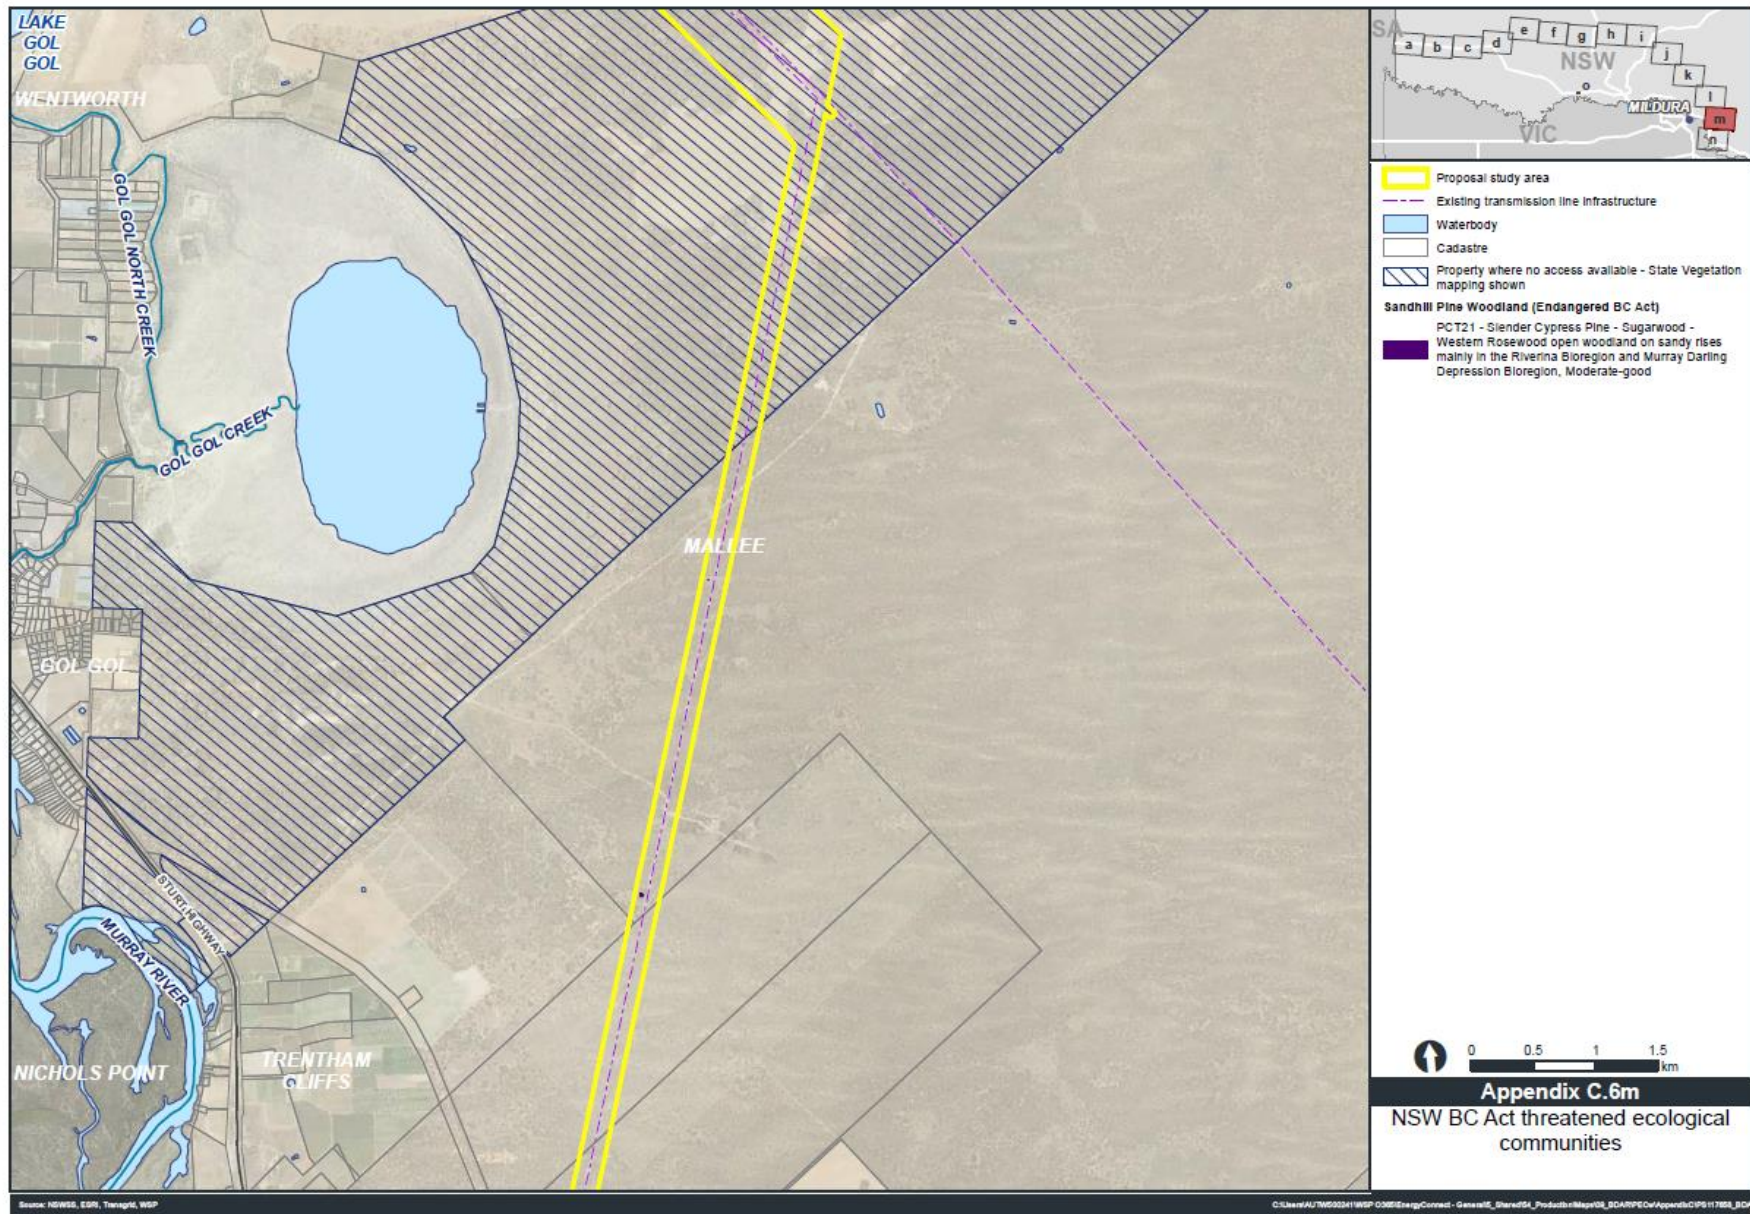 LAKE
GOL
GOL
WENTWORTH
GOL GOL NORTH CREEK
GOL GOL CREEK
MALLEE
GOL GOL
STURT HIGHWAY
MURRAY RIVER
NICHOLS POINT
TRENTHAM
CLIFFS
SA
a
b
c
d
e
f
g
h
i
j
k
l
m
n
o
NSW
MILDURA
VIC
Proposal study area
Existing transmission line infrastructure
Waterbody
Cadastre
Property where no access available - State Vegetation
mapping shown
Sandhill Pine Woodland (Endangered BC Act)
PCT21 - Slender Cypress Pine - Sugarwood -
Western Rosewood open woodland on sandy rises
mainly in the Riverina Bioregion and Murray Darling
Depression Bioregion, Moderate-good
0 0.5 1 1.5
km
Appendix C.6m
NSW BC Act threatened ecological
communities
Source: NSWSS, ESRI, Transgrid, WSP